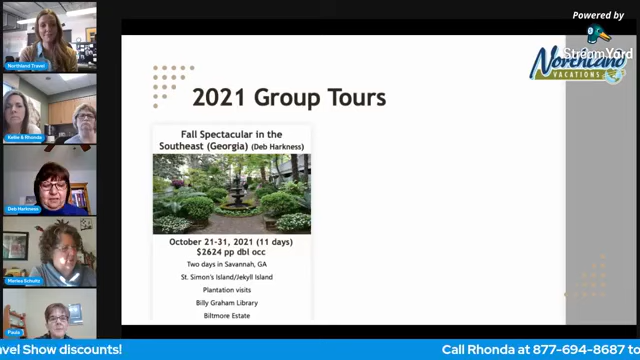 Powered by
StreamYard
Northland
VACATIONS
2021 Group Tours
Fall Spectacular in the
Southeast (Georgia) (Deb Harkness)
October 21-31, 2021 (11 days)
$2624 pp dbl occ
Two days in Savannah, GA
St. Simon's Island/Jekyll Island
Plantation visits
Billy Graham Library
Biltmore Estate
Northland Travel
Kellie & Rhonda
Deb Harkness
Marisa Schultz
Paula
avel Show discounts!
Call Rhonda at 877-694-8687 to